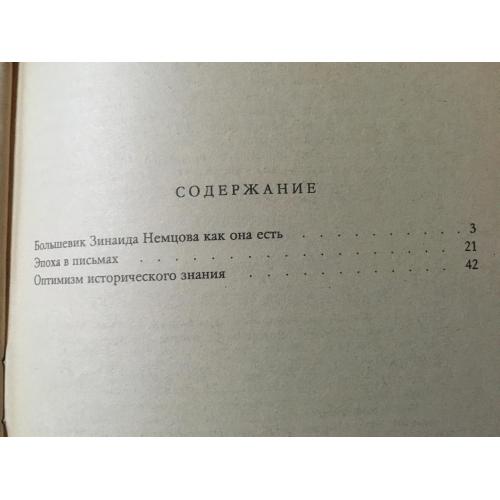 СОДЕРЖАНИЕ
Большевик Зинаида Немцова как она есть . . . . . . . . . 3
Эпоха в письмах . . . . . . . . . . . . . . . 21
Оптимизм исторического знания . . . . . . . . . . . 42